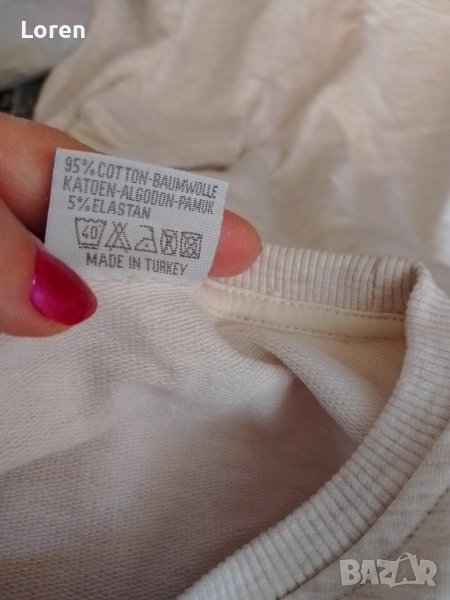 Loren
95% COTTON-BAUMWOLLE
KATOEN-ALGODON-PAMUK
5% ELASTAN
40
MADE IN TURKEY
BAZAR